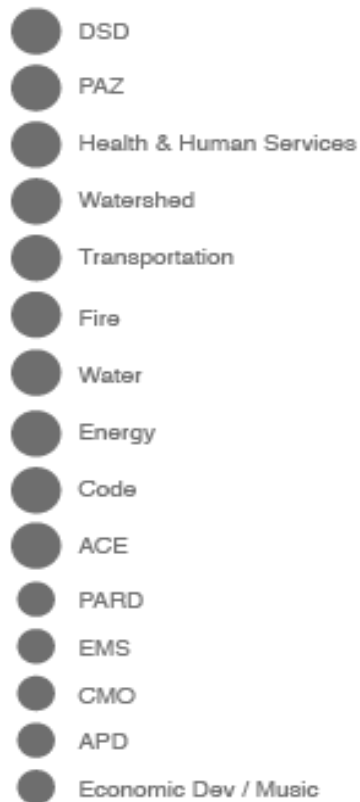 DSD
PAZ
Health & Human Services
Watershed
Transportation
Fire
Water
Energy
Code
ACE
PARD
EMS
CMO
APD
Economic Dev / Music